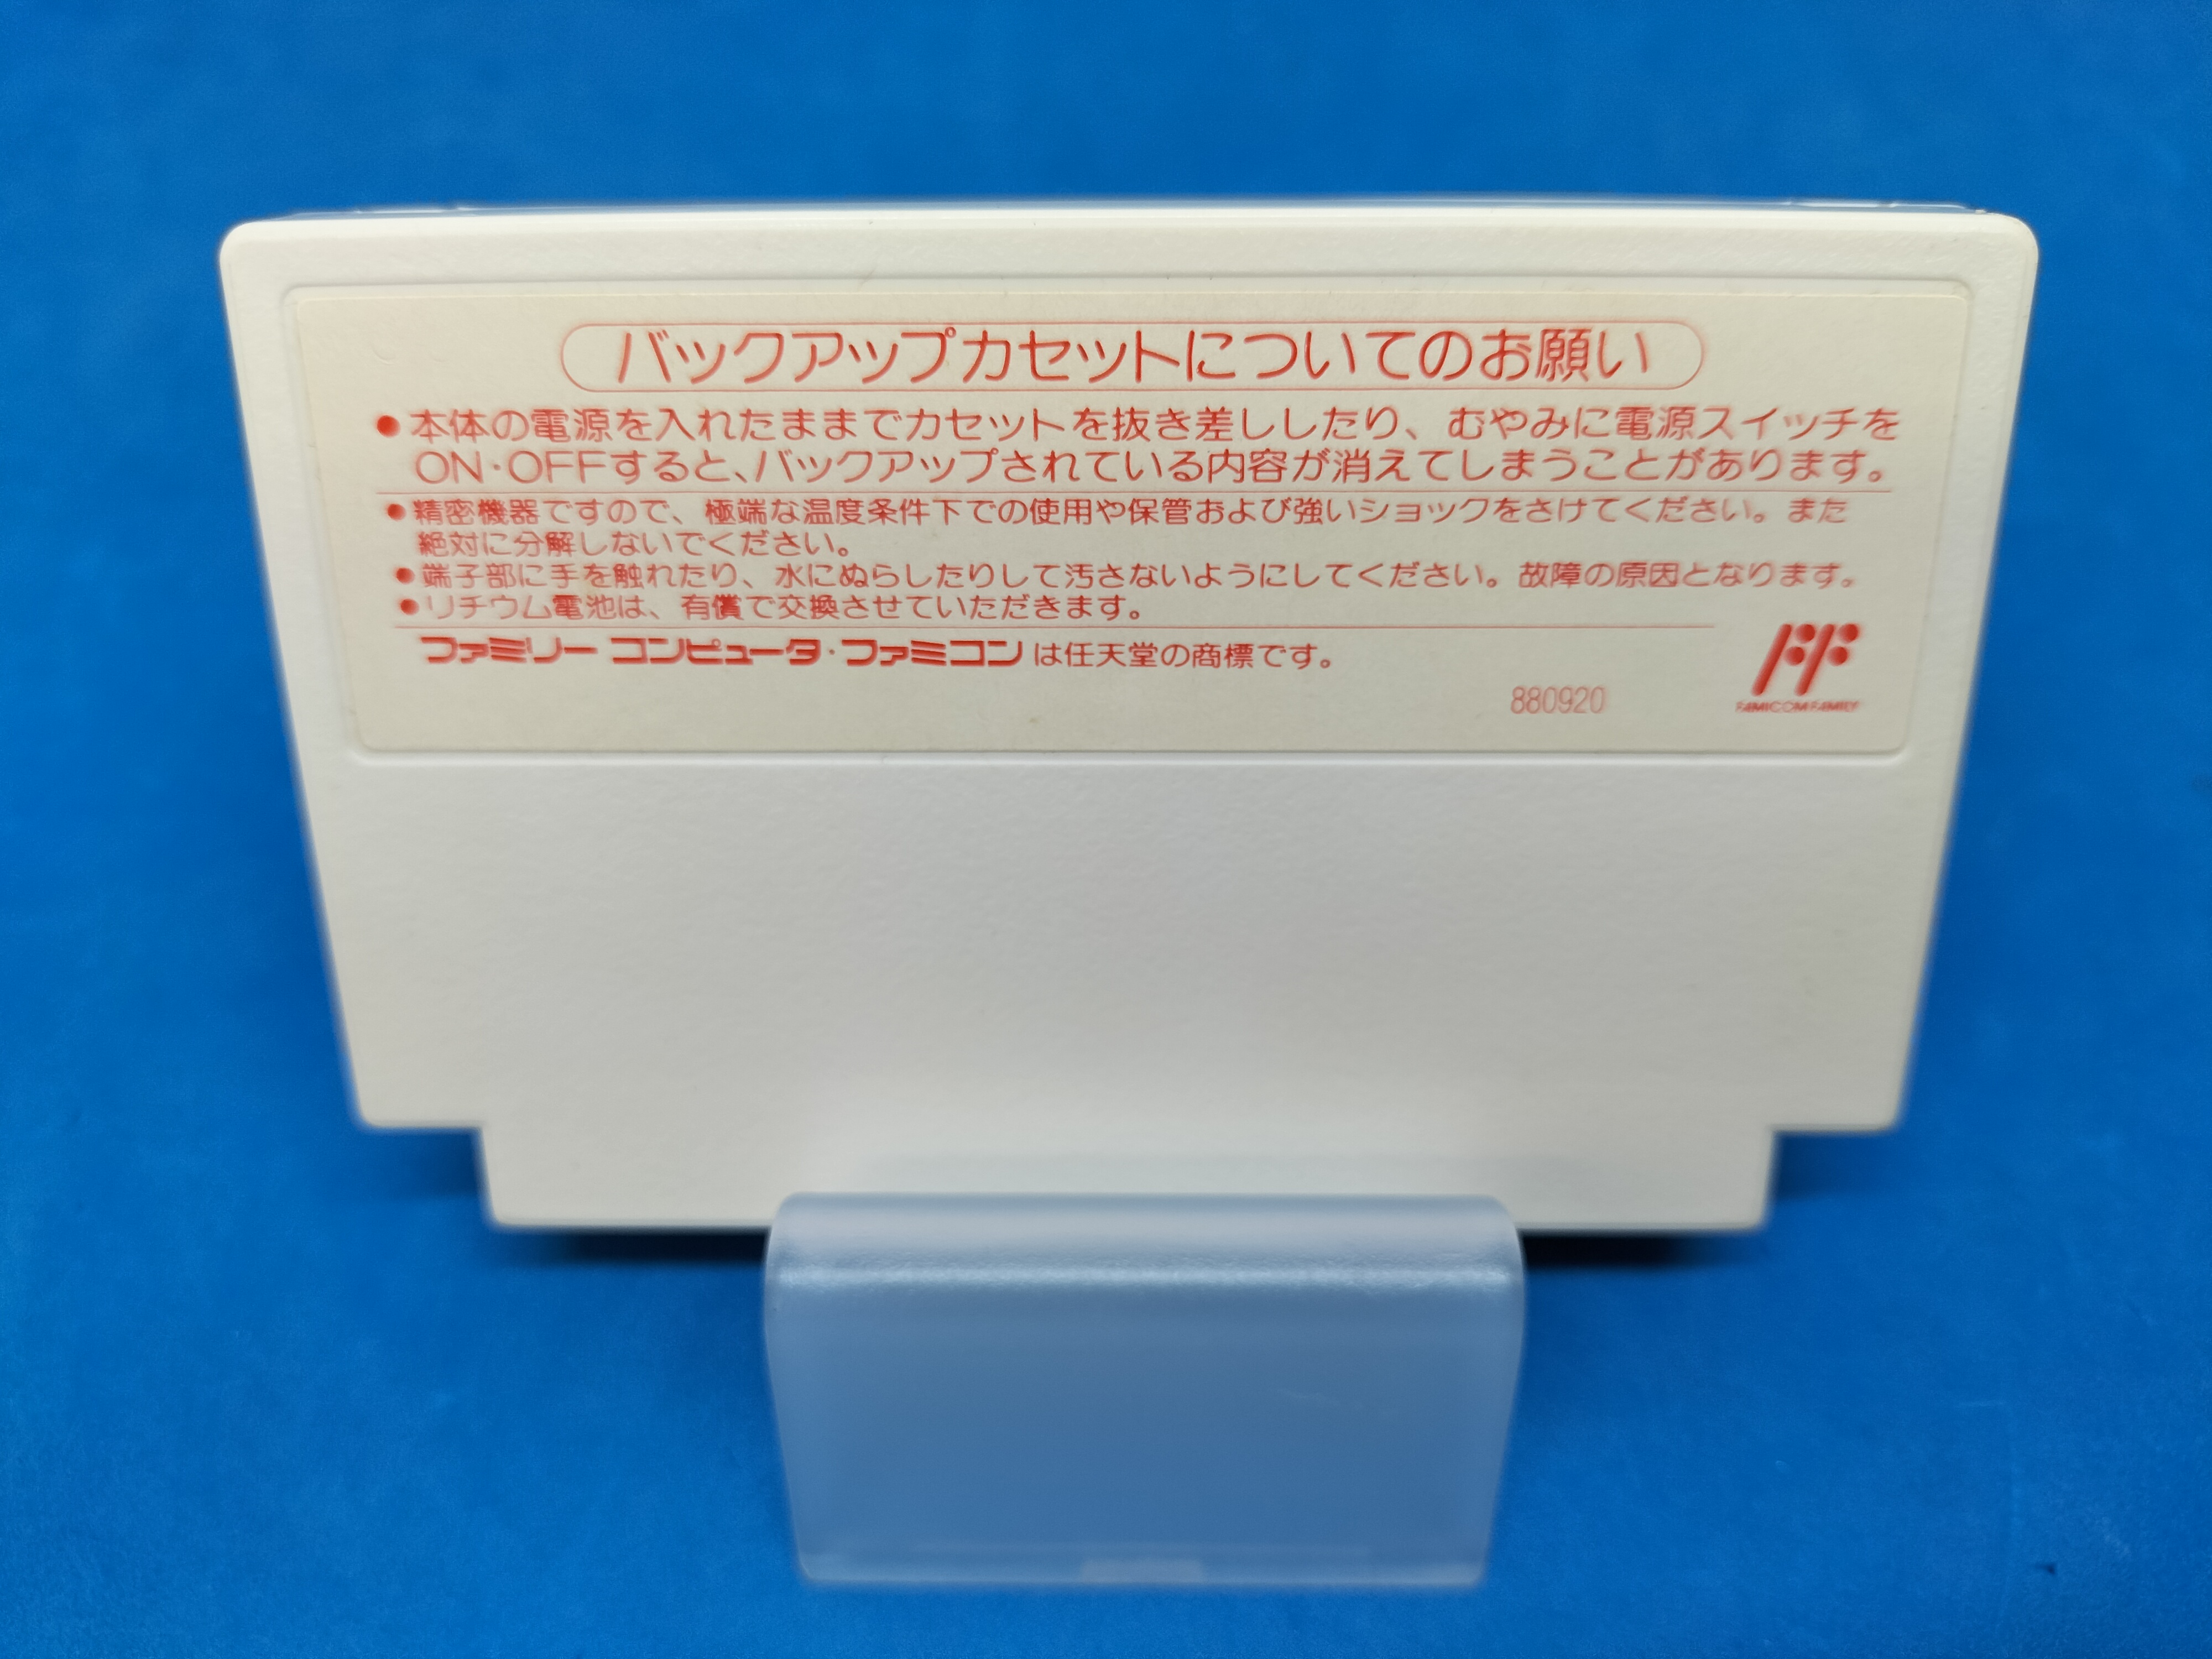 バックアップカセットについてのお願い
●本体の電源を入れたままでカセットを抜き差ししたり、むやみに電源スイッチを
ON・OFFすると、バックアップされている内容が消えてしまうことがあります。
●精密機器ですので、極端な温度条件下での使用や保管および強いショックをさけてください。また
絶対に分解しないでください。
●端子部に手を触れたり、水にぬらしたりして汚さないようにしてください。故障の原因となります。
●リチウム電池は、有償で交換させていただきます。
ファミリー コンピュータ・ファミコンは任天堂の商標です。
880920
FAMICOM FAMILY